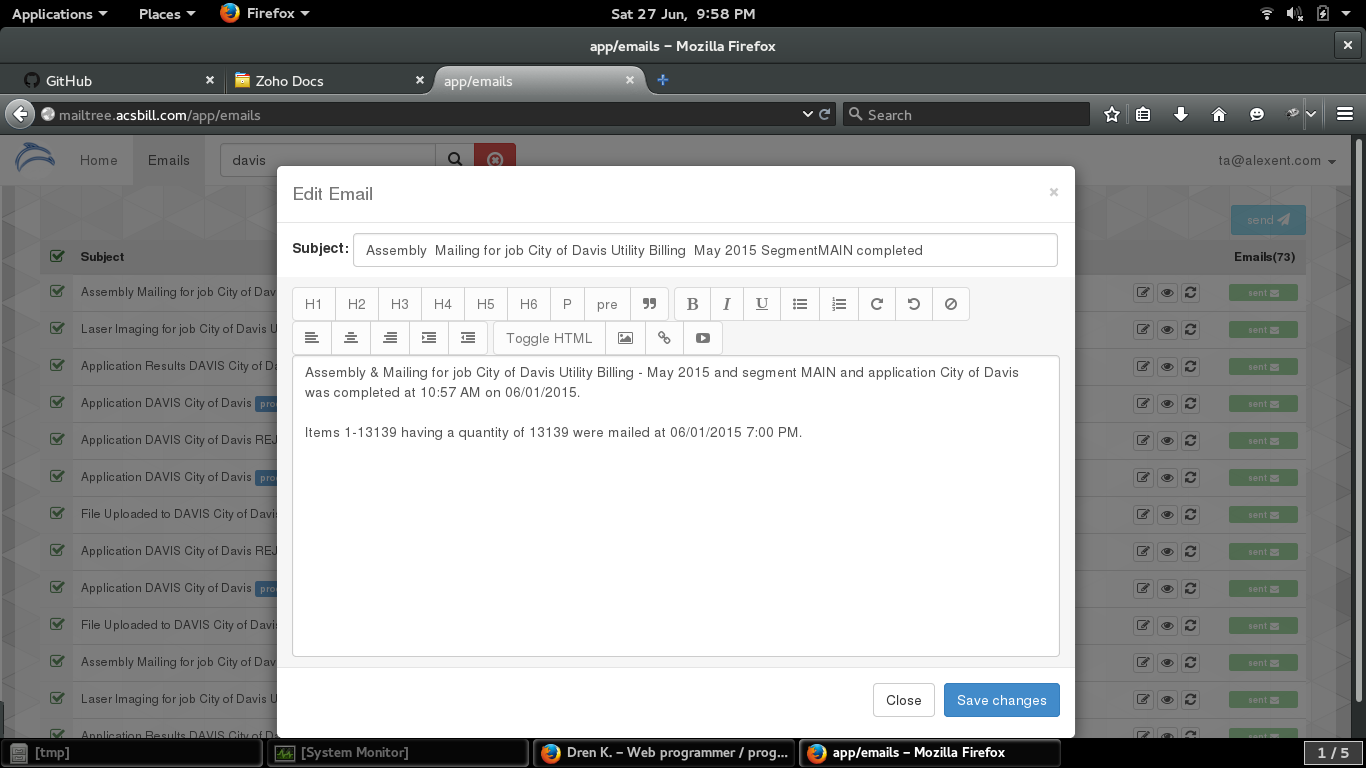 Applications Places Firefox Sat 27 Jun, 9:58 PM
app/emails – Mozilla Firefox
GitHub Zoho Docs app/emails
mailtree.acsbill.com/app/emails Search
Home Emails davis ta@alexent.com
Edit Email
send
Subject: Assembly  Mailing for job City of Davis Utility Billing  May 2015 SegmentMAIN completed
Subject Emails(73)
Assembly Mailing for job City of Dav sent
H1 H2 H3 H4 H5 H6 P pre B I U
Laser Imaging for job City of Davis U sent
Toggle HTML
Application Results DAVIS City of Da sent
Assembly & Mailing for job City of Davis Utility Billing - May 2015 and segment MAIN and application City of Davis
was completed at 10:57 AM on 06/01/2015.
Application DAVIS City of Davis proc sent
Items 1-13139 having a quantity of 13139 were mailed at 06/01/2015 7:00 PM.
Application DAVIS City of Davis REJ sent
Application DAVIS City of Davis proc sent
File Uploaded to DAVIS City of Davis sent
Application DAVIS City of Davis REJ sent
Application DAVIS City of Davis proc sent
File Uploaded to DAVIS City of Davis sent
Assembly Mailing for job City of Dav sent
Laser Imaging for job City of Davis U sent
Close Save changes
Application Results DAVIS City of Da sent
[tmp] [System Monitor] Dren K. – Web programmer / prog... app/emails – Mozilla Firefox 1 / 5